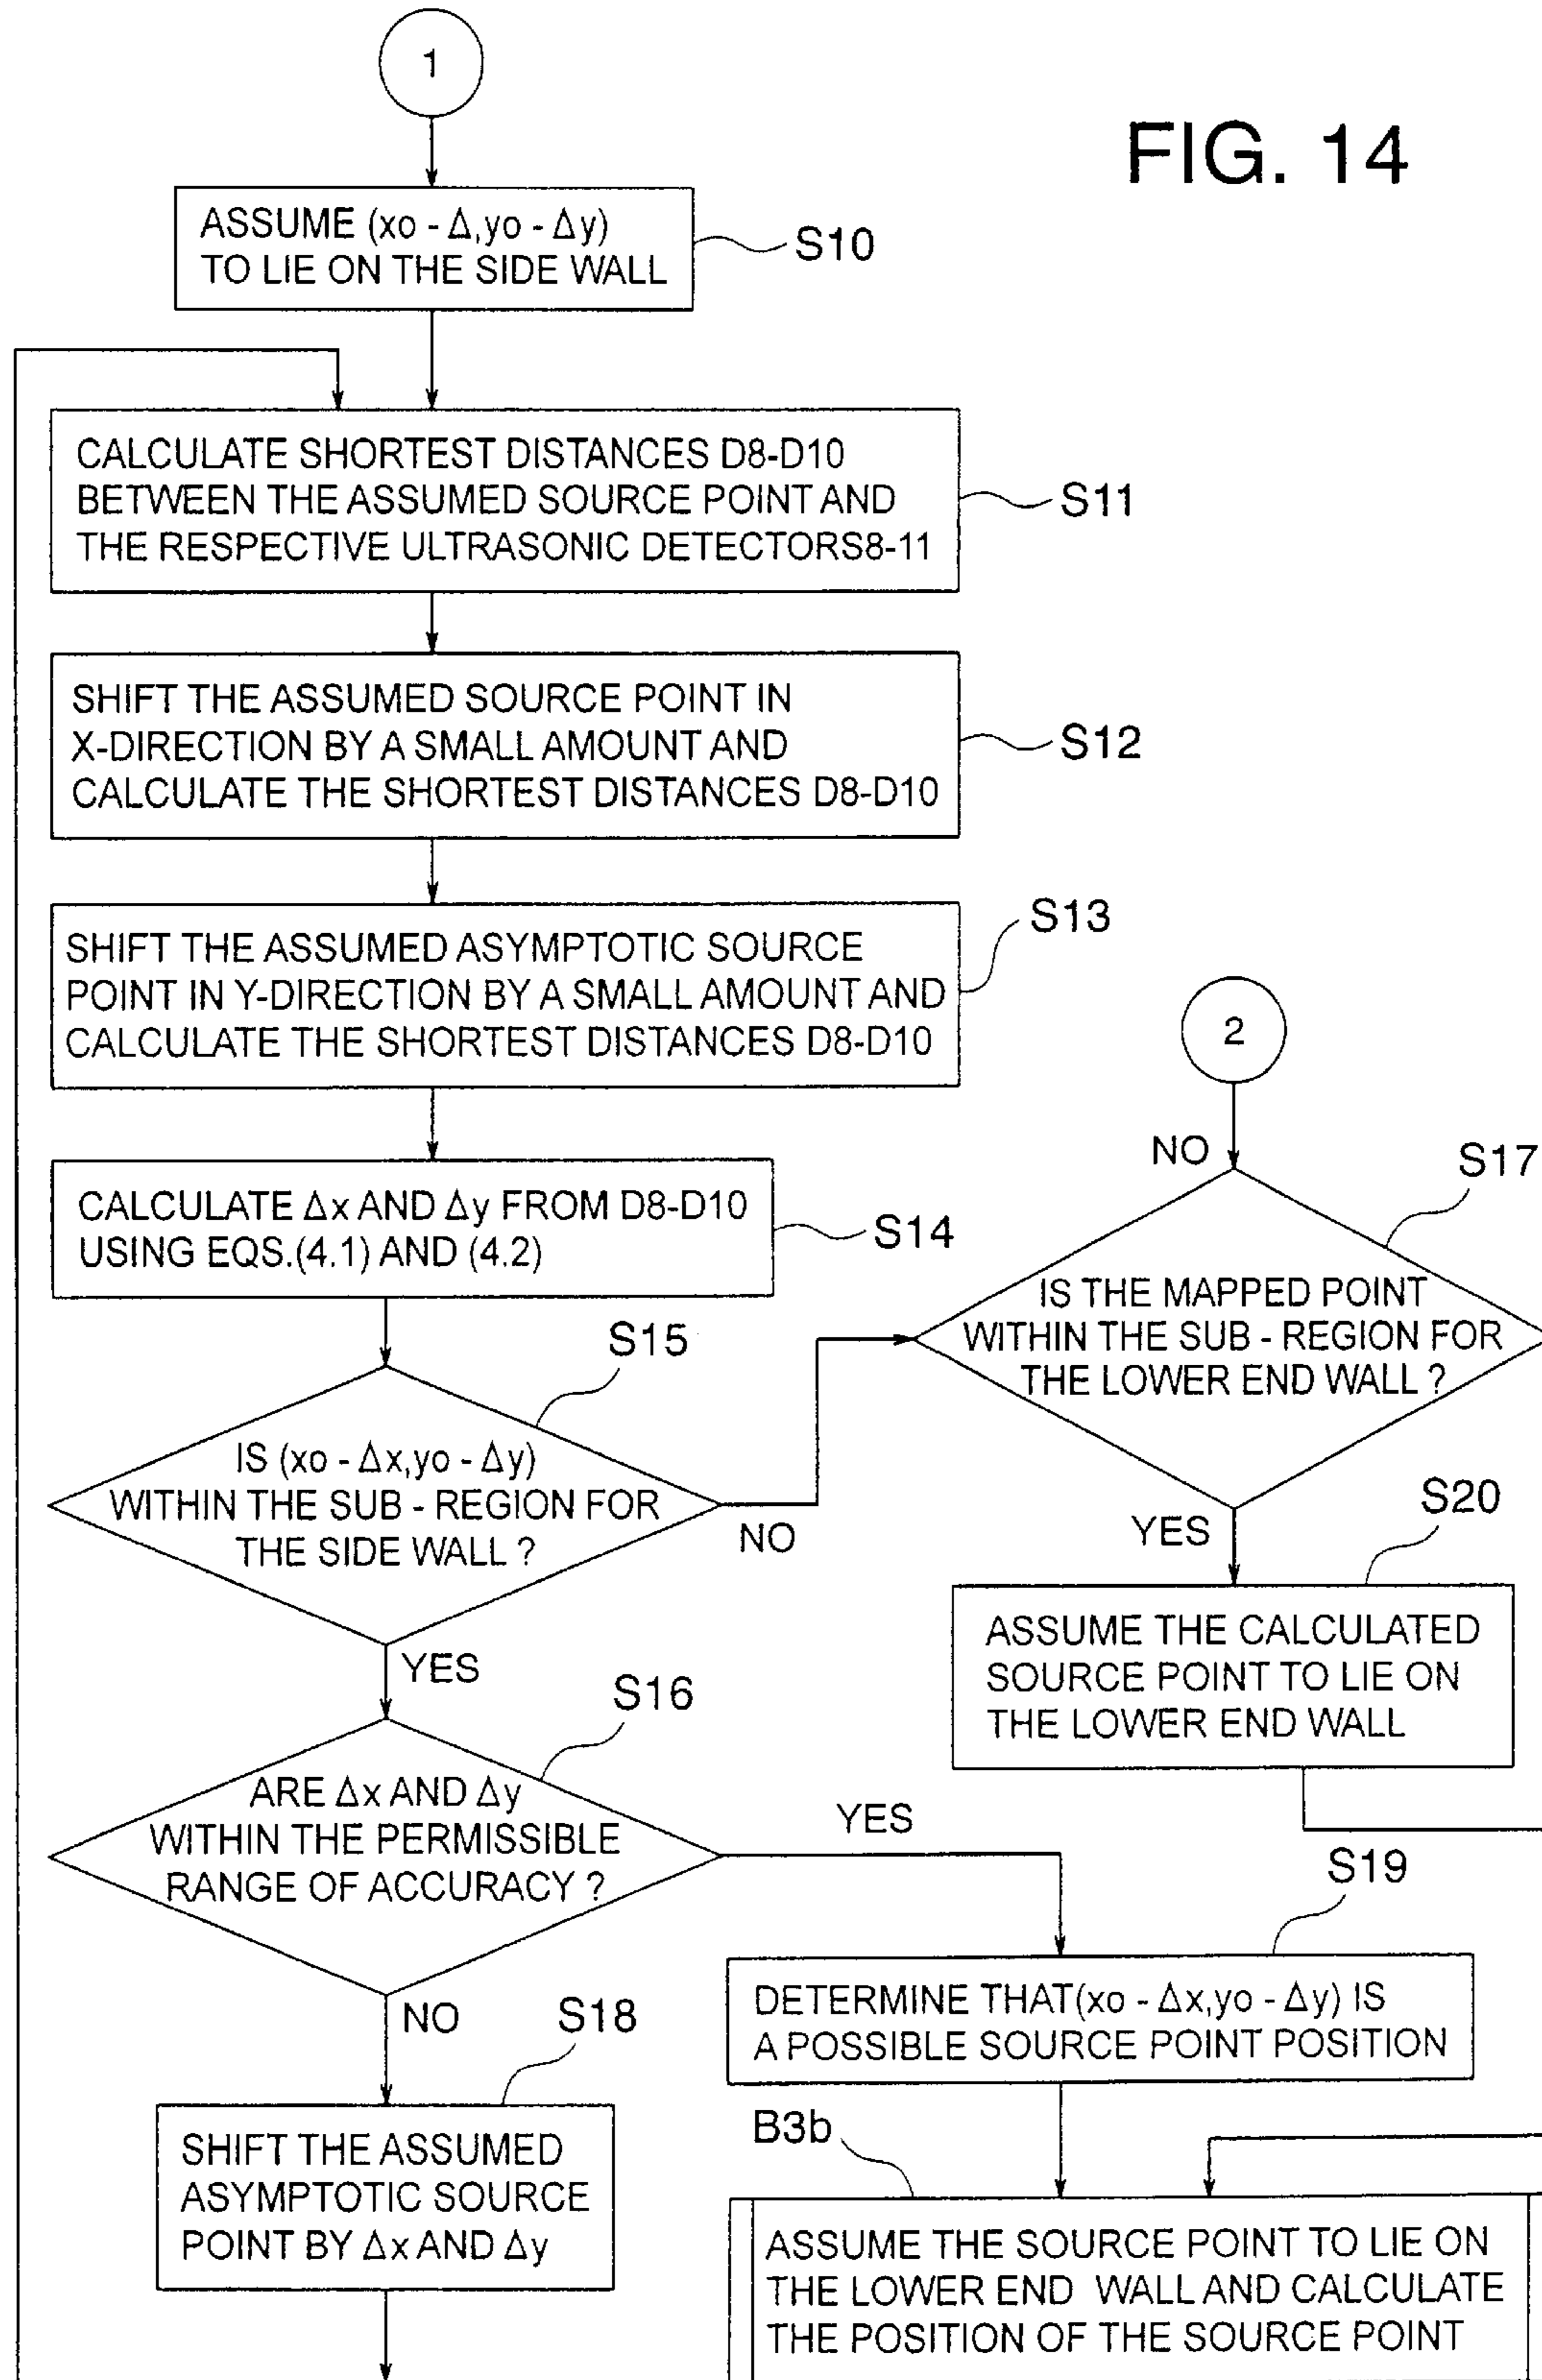 1
FIG. 14
ASSUME (xo - Δ,yo - Δy)
TO LIE ON THE SIDE WALL
S10
CALCULATE SHORTEST DISTANCES D8-D10
BETWEEN THE ASSUMED SOURCE POINT AND
THE RESPECTIVE ULTRASONIC DETECTORS8-11
S11
SHIFT THE ASSUMED SOURCE POINT IN
X-DIRECTION BY A SMALL AMOUNT AND
CALCULATE THE SHORTEST DISTANCES D8-D10
S12
SHIFT THE ASSUMED ASYMPTOTIC SOURCE
POINT IN Y-DIRECTION BY A SMALL AMOUNT AND
CALCULATE THE SHORTEST DISTANCES D8-D10
S13
CALCULATE Δx AND Δy FROM D8-D10
USING EQS.(4.1) AND (4.2)
S14
2
NO
S17
IS THE MAPPED POINT
WITHIN THE SUB - REGION FOR
THE LOWER END WALL ?
S15
IS (xo - Δx,yo - Δy)
WITHIN THE SUB - REGION FOR
THE SIDE WALL ?
NO
YES
YES
S20
ASSUME THE CALCULATED
SOURCE POINT TO LIE ON
THE LOWER END WALL
S16
ARE Δx AND Δy
WITHIN THE PERMISSIBLE
RANGE OF ACCURACY ?
YES
NO
S19
DETERMINE THAT(xo - Δx,yo - Δy) IS
A POSSIBLE SOURCE POINT POSITION
S18
SHIFT THE ASSUMED
ASYMPTOTIC SOURCE
POINT BY Δx AND Δy
B3b
ASSUME THE SOURCE POINT TO LIE ON
THE LOWER END WALL AND CALCULATE
THE POSITION OF THE SOURCE POINT